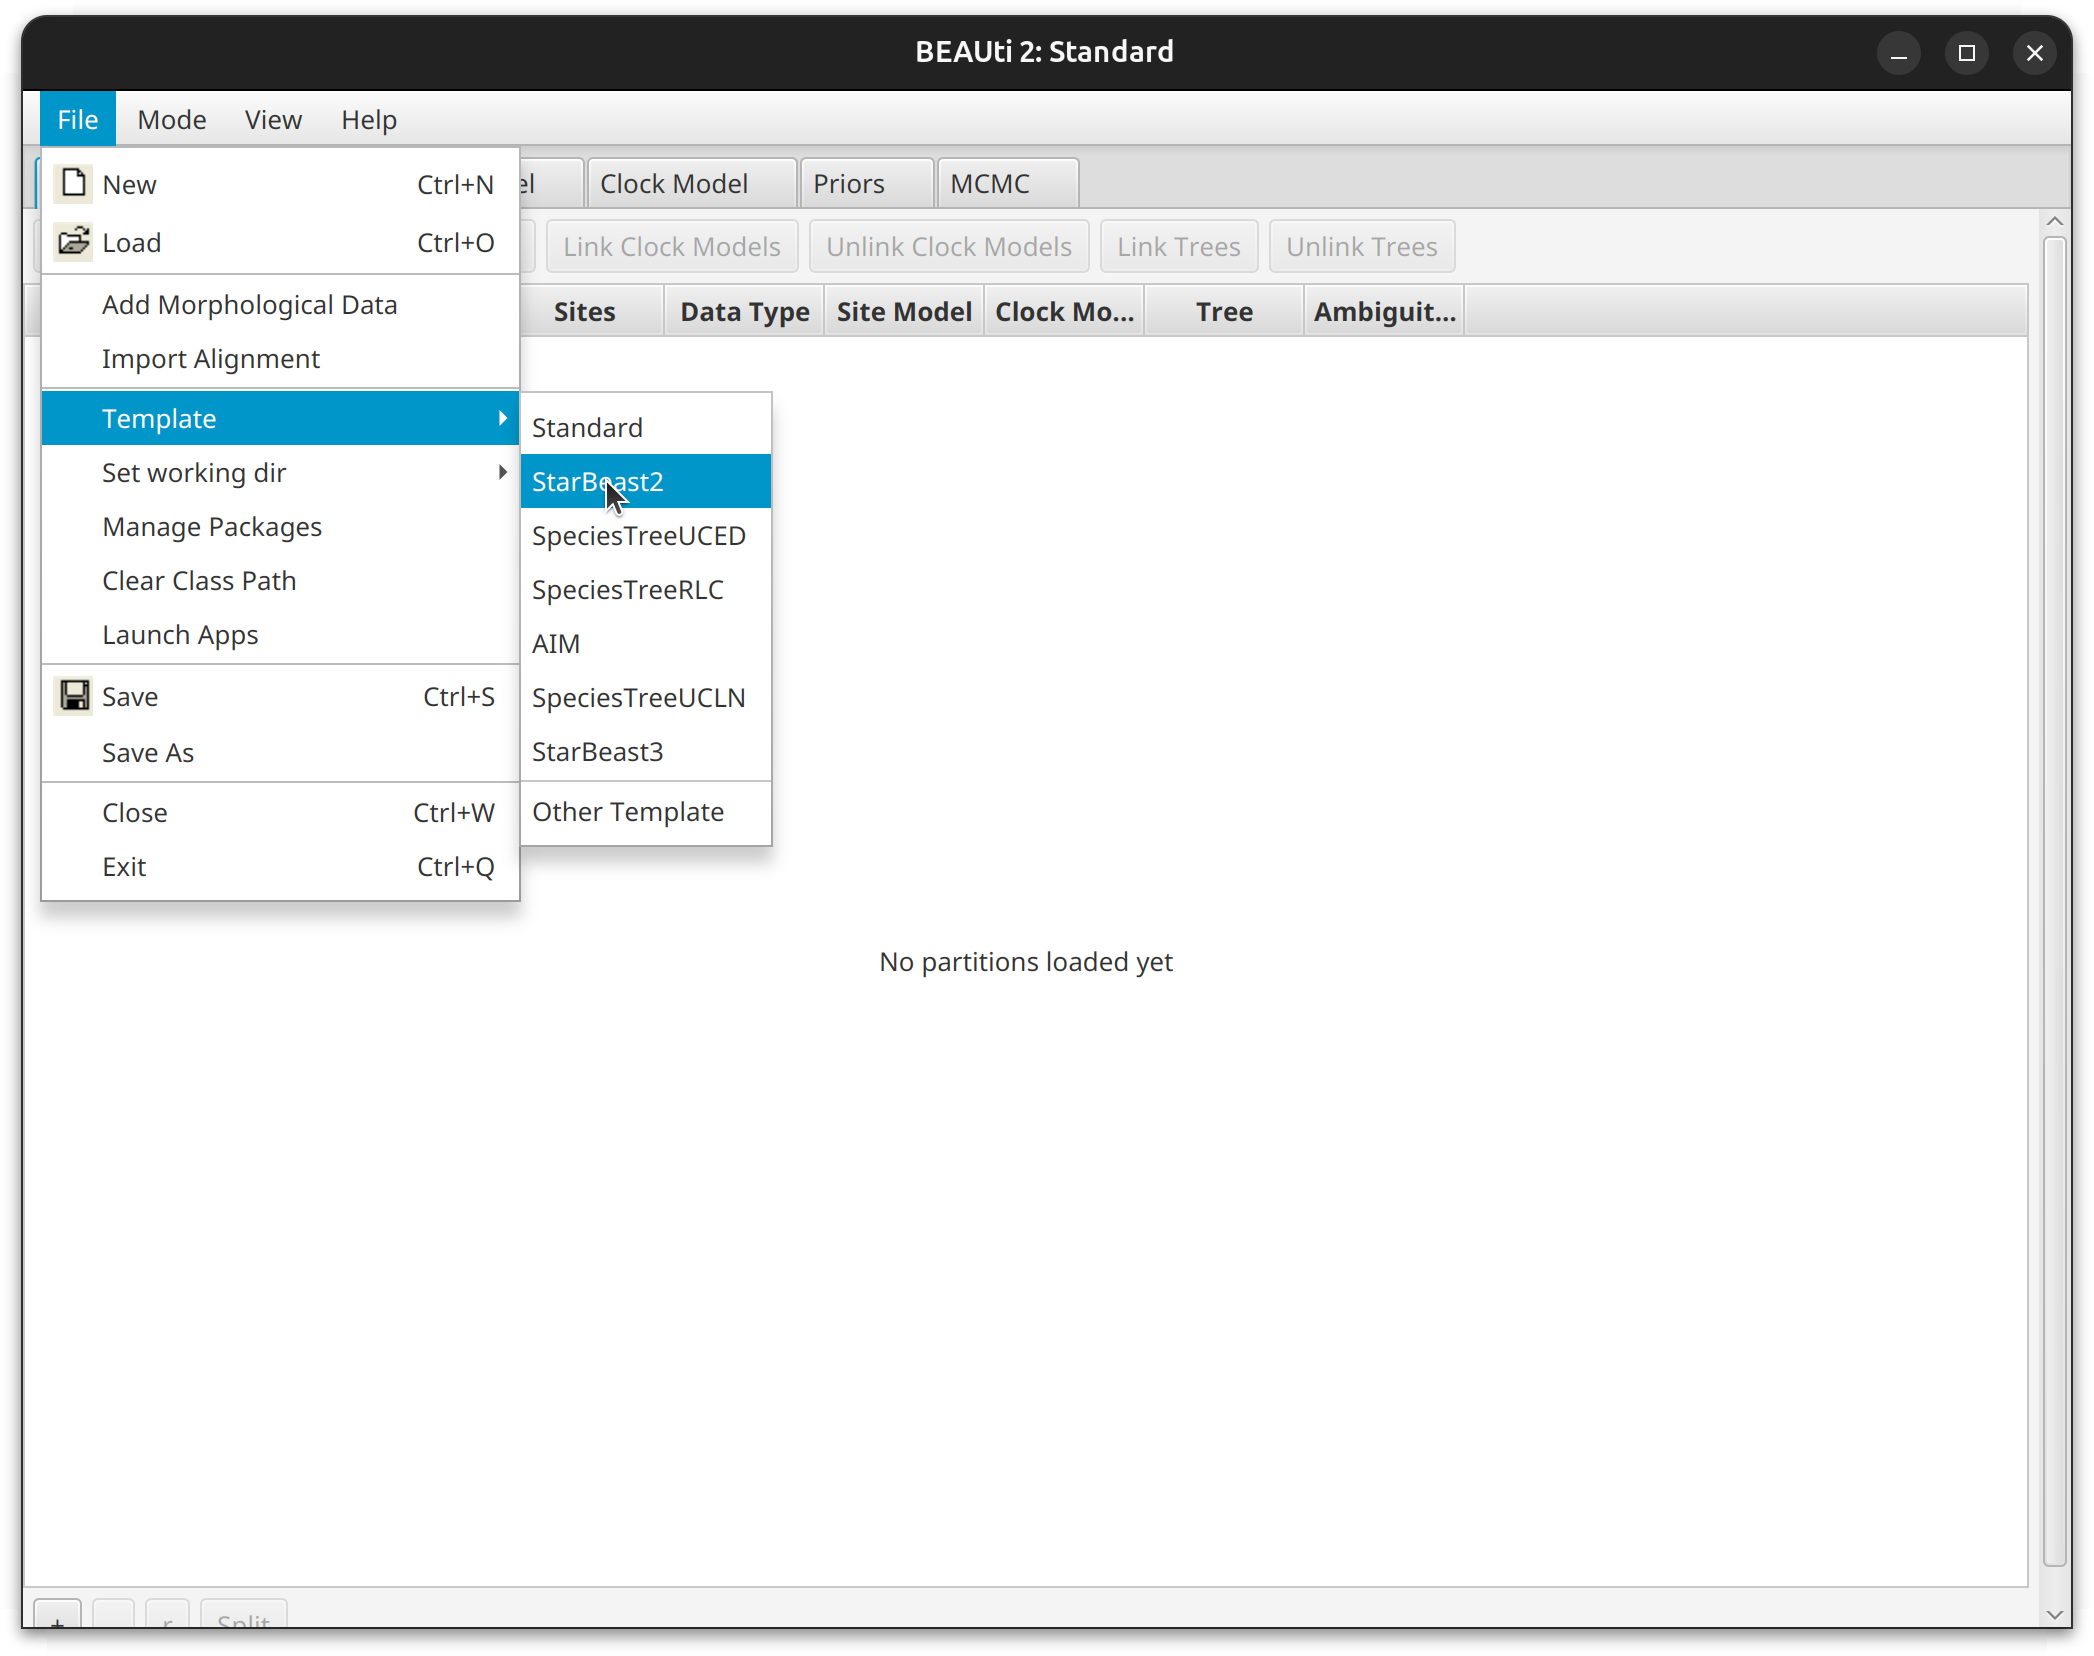 BEAUti 2: Standard
File Mode View Help
New Ctrl+N
Load Ctrl+O
Add Morphological Data
Import Alignment
Template
Set working dir
Manage Packages
Clear Class Path
Launch Apps
Save Ctrl+S
Save As
Close Ctrl+W
Exit Ctrl+Q
Standard
StarBeast2
SpeciesTreeUCED
SpeciesTreeRLC
AIM
SpeciesTreeUCLN
StarBeast3
Other Template
el Clock Model Priors MCMC
Link Clock Models Unlink Clock Models Link Trees Unlink Trees
Sites Data Type Site Model Clock Mo... Tree Ambiguit...
No partitions loaded yet
+ r Split